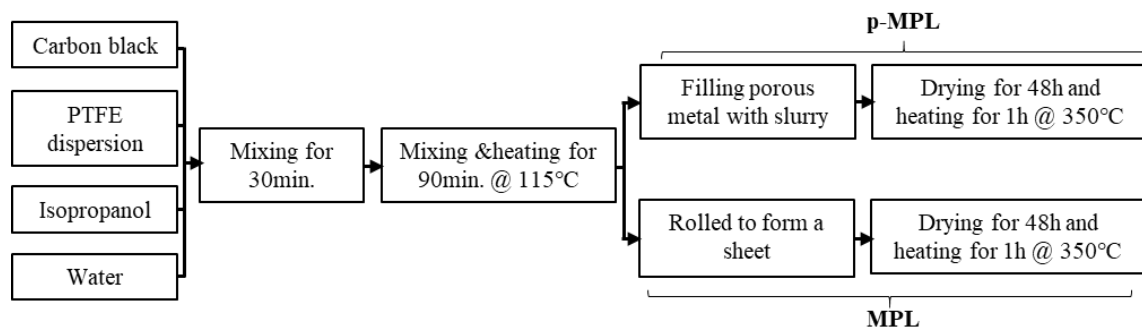 p-MPL
Carbon black
PTFE
dispersion
Isopropanol
Water
Mixing for
30min.
Mixing &heating for
90min. @ 115°C
Filling porous
metal with slurry
Drying for 48h and
heating for 1h @ 350°C
Rolled to form a
sheet
Drying for 48h and
heating for 1h @ 350°C
MPL